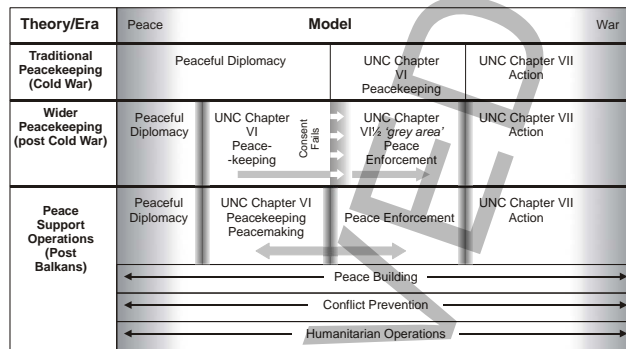 Theory/Era Peace Model War
Traditional
Peacekeeping
(Cold War)
Peaceful Diplomacy
UNC Chapter
VI
Peacekeeping
UNC Chapter VII
Action
Wider
Peacekeeping
(post Cold War)
Peaceful
Diplomacy
UNC Chapter
VI
Peace-
-keeping
Consent
Fails
UNC Chapter
VI½ ‘grey area’
Peace
Enforcement
UNC Chapter VII
Action
Peace
Support
Operations
(Post
Balkans)
Peaceful
Diplomacy
UNC Chapter VI
Peacekeeping
Peacemaking
Peace Enforcement
UNC Chapter VII
Action
Peace Building
Conflict Prevention
Humanitarian Operations